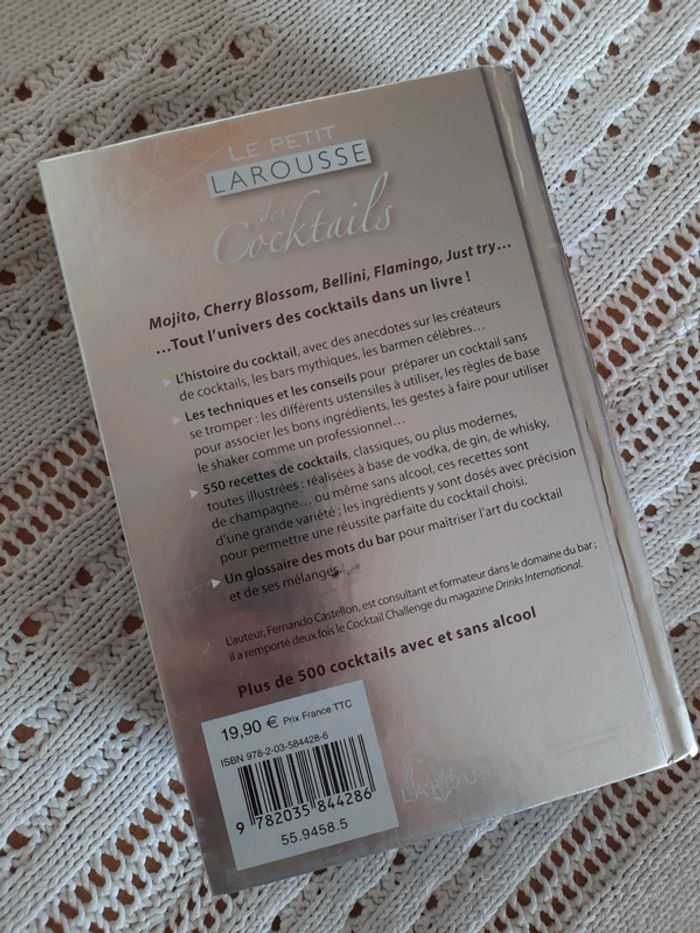 LE PETIT
LAROUSSE
des
Cocktails
Mojito, Cherry Blossom, Bellini, Flamingo, Just try...
...Tout l'univers des cocktails dans un livre !
L'histoire du cocktail, avec des anecdotes sur les créateurs
de cocktails, les bars mythiques, les barmen célèbres...
Les techniques et les conseils pour préparer un cocktail sans
se tromper : les différents ustensiles à utiliser, les règles de base
pour associer les bons ingrédients, les gestes à faire pour utiliser
le shaker comme un professionnel...
550 recettes de cocktails, classiques, ou plus modernes,
toutes illustrées : réalisées à base de vodka, de gin, de whisky,
de champagne... ou même sans alcool, ces recettes sont
d'une grande variété ; les ingrédients y sont dosés avec précision
pour permettre une réussite parfaite du cocktail choisi.
Un glossaire des mots du bar pour maîtriser l'art du cocktail
et de ses mélanges.
L'auteur, Fernando Castellon, est consultant et formateur dans le domaine du bar ;
il a remporté deux fois le Cocktail Challenge du magazine Drinks International.
Plus de 500 cocktails avec et sans alcool
19,90 € Prix France TTC
ISBN 978-2-03-584428-6
9 782035 844286
55.9458.5
LAROUSSE